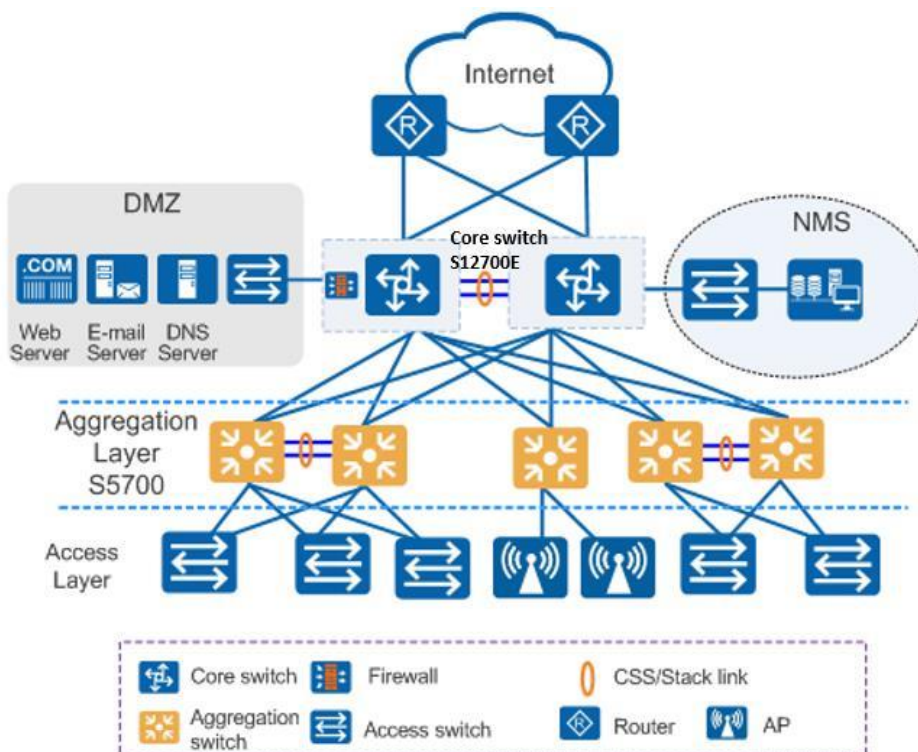 Internet
R
R
DMZ
.COM
Web
Server
E-mail
Server
DNS
Server
Core switch
S12700E
NMS
Aggregation
Layer
S5700
Access
Layer
Core switch
Firewall
CSS/Stack link
Aggregation
switch
Access switch
R
Router
AP